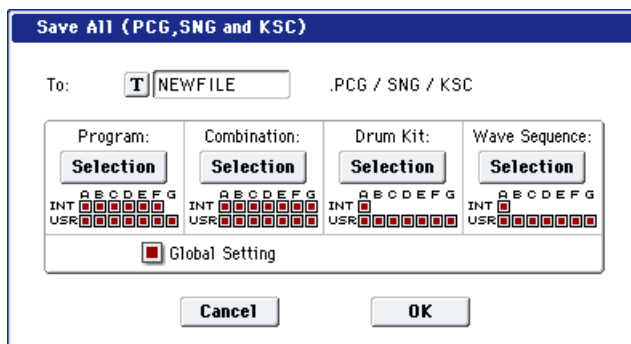 Save All (PCG,SNG and KSC)
To: T NEWFILE .PCG / SNG / KSC
Program: Combination: Drum Kit: Wave Sequence:
Selection Selection Selection Selection
A B C D E F G A B C D E F G A B C D E F G A B C D E F G
INT INT INT INT
USR USR USR USR
Global Setting
Cancel OK